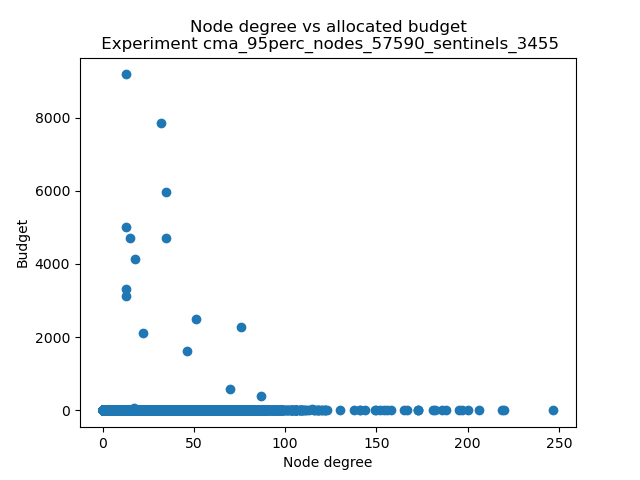 Node degree vs allocated budget
Experiment cma_95perc_nodes_57590_sentinels_3455
Budget
8000
6000
4000
2000
0
0 50 100 150 200 250
Node degree